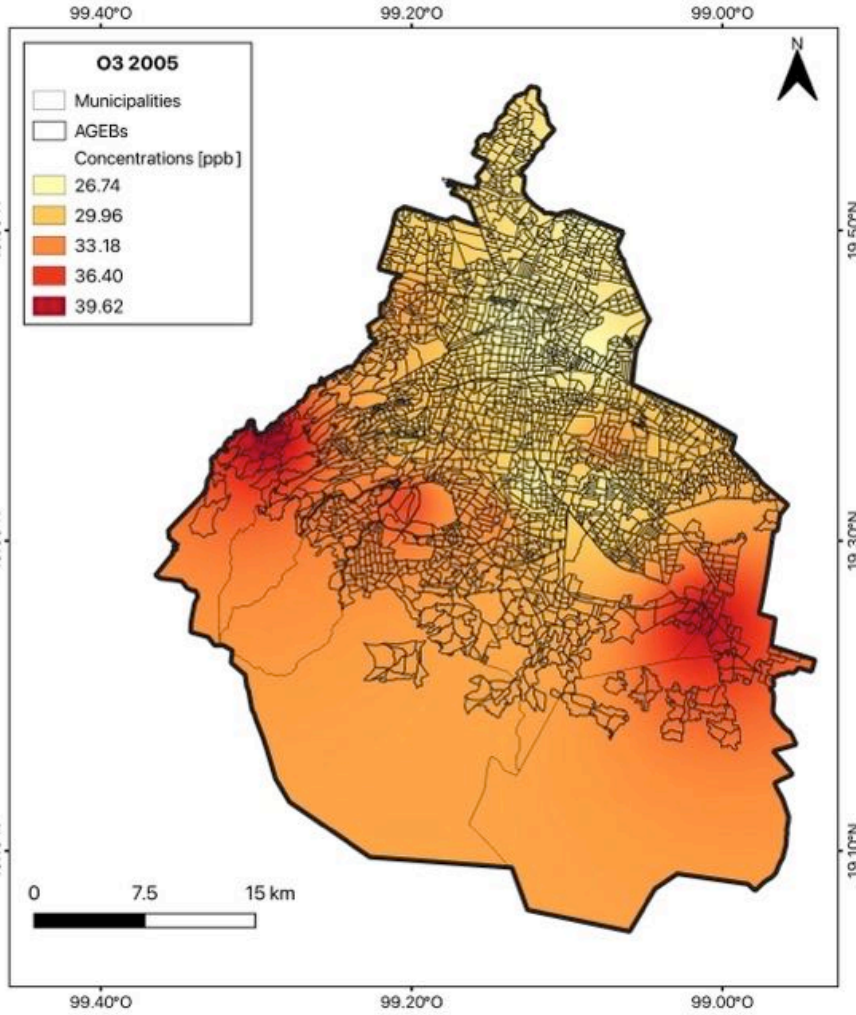 99.40°O 99.20°O 99.00°O
O3 2005
Municipalities
AGEBs
Concentrations [ppb]
26.74
29.96
33.18
36.40
39.62
N
19.50°N
19.30°N
19.10°N
0 7.5 15 km
99.40°O 99.20°O 99.00°O